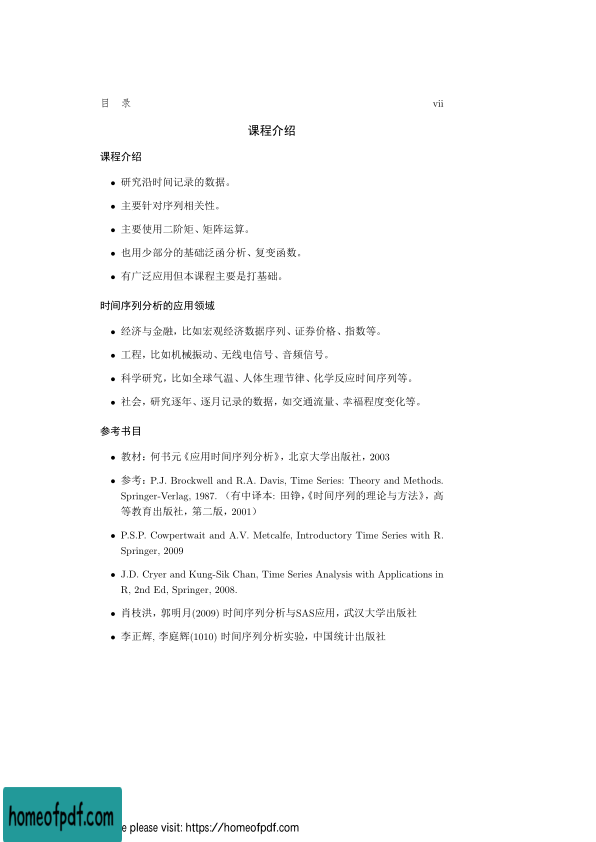 目 录 vii
课程介绍
课程介绍
• 研究沿时间记录的数据。
• 主要针对序列相关性。
• 主要使用二阶矩、矩阵运算。
• 也用少部分的基础泛函分析、复变函数。
• 有广泛应用但本课程主要是打基础。
时间序列分析的应用领域
• 经济与金融，比如宏观经济数据序列、证券价格、指数等。
• 工程，比如机械振动、无线电信号、音频信号。
• 科学研究，比如全球气温、人体生理节律、化学反应时间序列等。
• 社会，研究逐年、逐月记录的数据，如交通流量、幸福程度变化等。
参考书目
• 教材：何书元《应用时间序列分析》，北京大学出版社，2003
• 参考：P.J. Brockwell and R.A. Davis, Time Series: Theory and Methods.
Springer-Verlag, 1987. （有中译本: 田铮，《时间序列的理论与方法》，高
等教育出版社，第二版，2001）
• P.S.P. Cowpertwait and A.V. Metcalfe, Introductory Time Series with R.
Springer, 2009
• J.D. Cryer and Kung-Sik Chan, Time Series Analysis with Applications in
R, 2nd Ed, Springer, 2008.
• 肖枝洪，郭明月(2009) 时间序列分析与SAS应用，武汉大学出版社
• 李正辉, 李庭辉(1010) 时间序列分析实验，中国统计出版社
homeofpdf.com
e please visit: https://homeofpdf.com